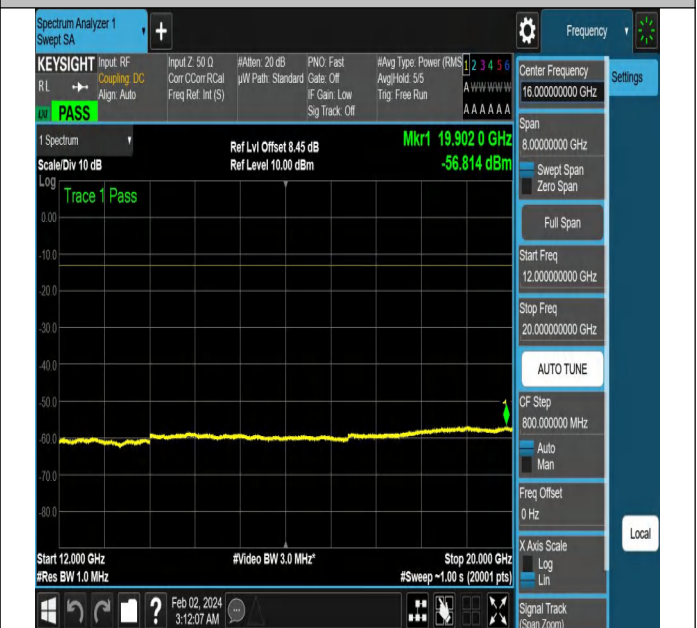 Spectrum Analyzer 1
Swept SA
+
Frequency
KEYSIGHT
RL
PASS
Input: RF
Coupling: DC
Align: Auto
Input Z: 50 Ω
Corr CCorr RCal
Freq Ref: Int (S)
#Atten: 20 dB
µW Path: Standard
PNO: Fast
Gate: Off
IF Gain: Low
Sig Track: Off
#Avg Type: Power (RMS
Avg|Hold: 5/5
Trig: Free Run
1 2 3 4 5 6
A W W W W W
A A A A A A
Center Frequency
16.000000000 GHz
Settings
1 Spectrum
Scale/Div 10 dB
Ref Lvl Offset 8.45 dB
Ref Level 10.00 dBm
Mkr1 19.902 0 GHz
-56.814 dBm
Span
8.00000000 GHz
Swept Span
Zero Span
Full Span
Start Freq
12.000000000 GHz
Stop Freq
20.000000000 GHz
AUTO TUNE
CF Step
800.000000 MHz
Auto
Man
Freq Offset
0 Hz
X Axis Scale
Log
Lin
Signal Track
(Span Zoom)
Local
Log
Trace 1 Pass
0.00
-10.0
-20.0
-30.0
-40.0
-50.0
-60.0
-70.0
-80.0
1
Start 12.000 GHz
#Res BW 1.0 MHz
#Video BW 3.0 MHz*
Stop 20.000 GHz
#Sweep ~1.00 s (20001 pts)
?
Feb 02, 2024
3:12:07 AM